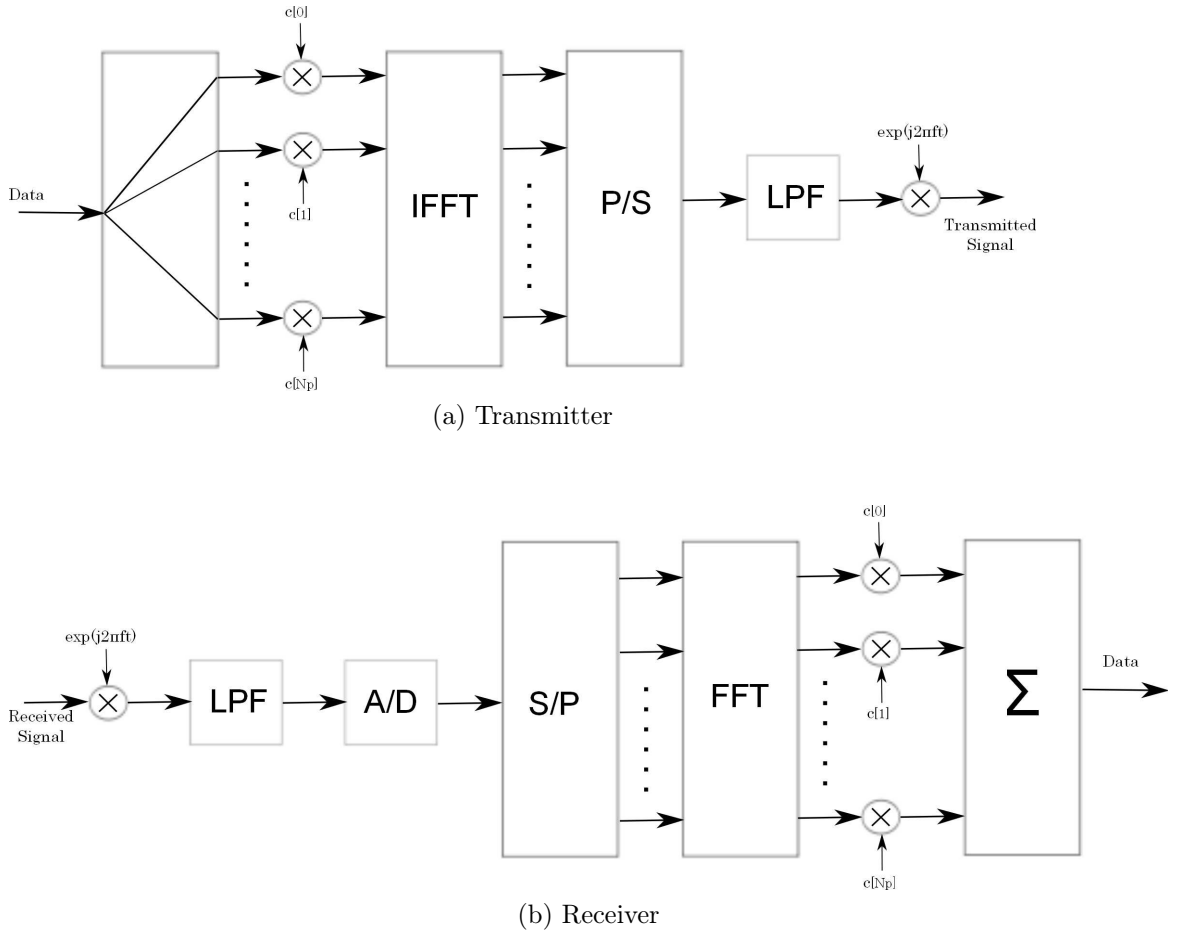 c[0]
exp(j2πft)
Data
c[1]
IFFT
P/S
LPF
Transmitted
Signal
c[Np]
(a) Transmitter
c[0]
exp(j2πft)
Received
Signal
LPF
A/D
S/P
FFT
c[1]
Σ
Data
c[Np]
(b) Receiver